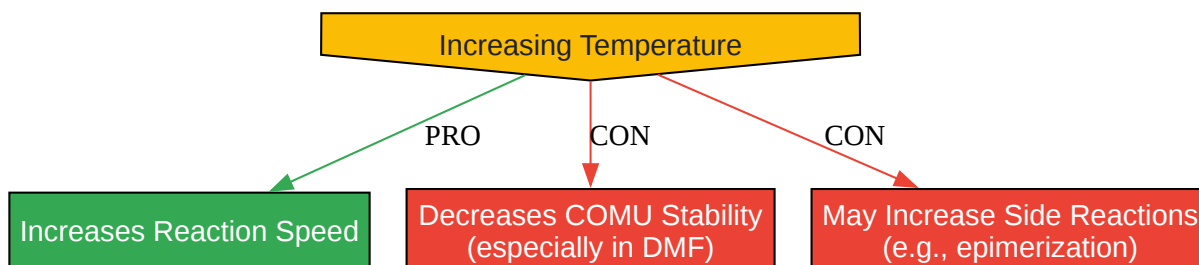 Increasing Temperature
PRO
CON
CON
Increases Reaction Speed
Decreases COMU Stability
(especially in DMF)
May Increase Side Reactions
(e.g., epimerization)